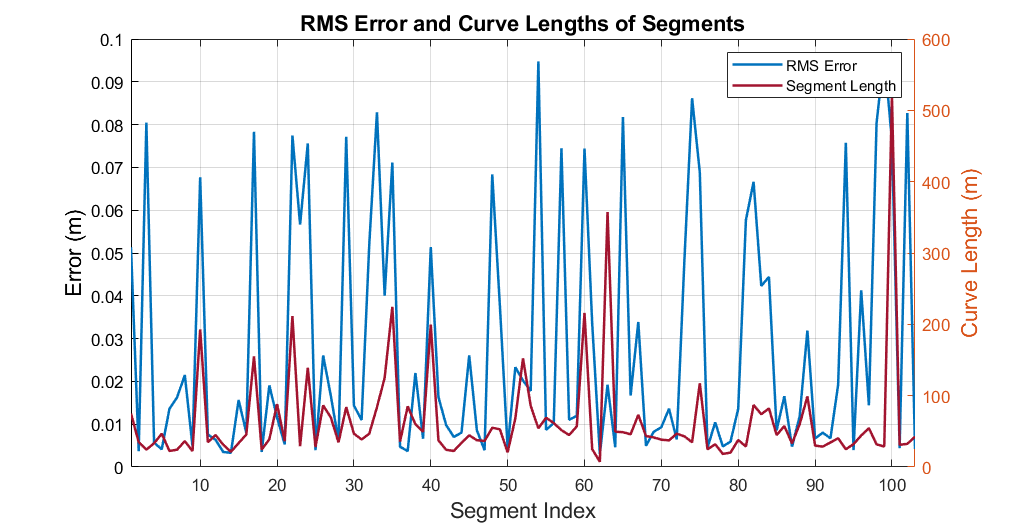 RMS Error and Curve Lengths of Segments
RMS Error
Segment Length
0.1
0.09
0.08
0.07
0.06
0.05
0.04
0.03
0.02
0.01
0
Error (m)
600
500
400
300
200
100
0
Curve Length (m)
10 20 30 40 50 60 70 80 90 100
Segment Index